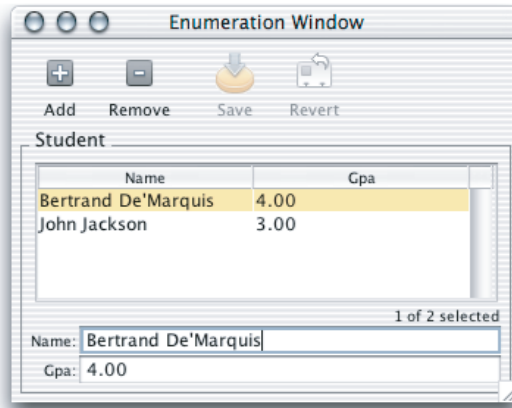 Enumeration Window
Add Remove Save Revert
Student
Name Gpa
Bertrand De'Marquis 4.00
John Jackson 3.00
1 of 2 selected
Name: Bertrand De'Marquis
Gpa: 4.00